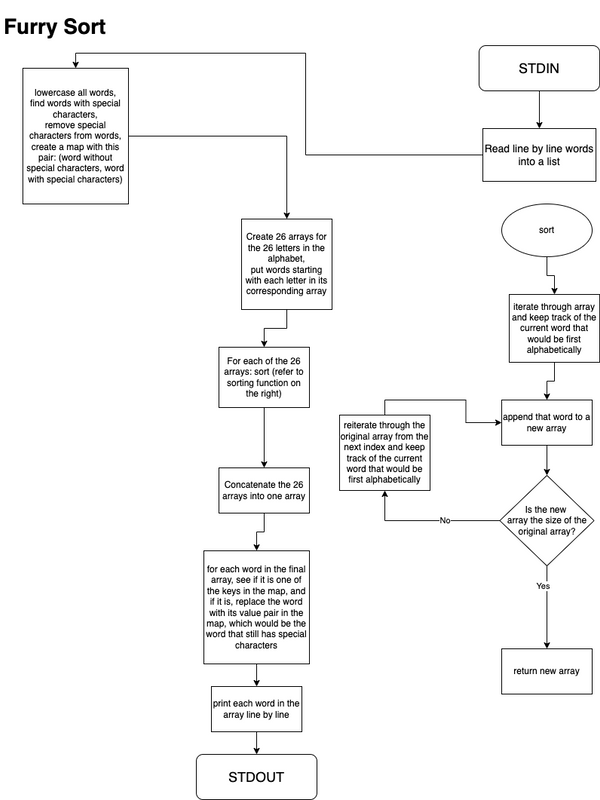 Furry Sort
STDIN
Read line by line words
into a list
lowercase all words,
find words with special
characters,
remove special
characters from words,
create a map with this
pair: (word without
special characters, word
with special characters)
Create 26 arrays for
the 26 letters in the
alphabet,
put words starting
with each letter in its
corresponding array
For each of the 26
arrays: sort (refer to
sorting function on
the right)
Concatenate the 26
arrays into one array
for each word in the final
array, see if it is one of
the keys in the map, and
if it is, replace the word
with its value pair in the
map, which would be the
word that still has special
characters
print each word in the
array line by line
STDOUT
sort
iterate through array
and keep track of the
current word that
would be first
alphabetically
append that word to a
new array
reiterate through the
original array from the
next index and keep
track of the current
word that would be
first alphabetically
Is the new
array the size of the
original array?
No
Yes
return new array